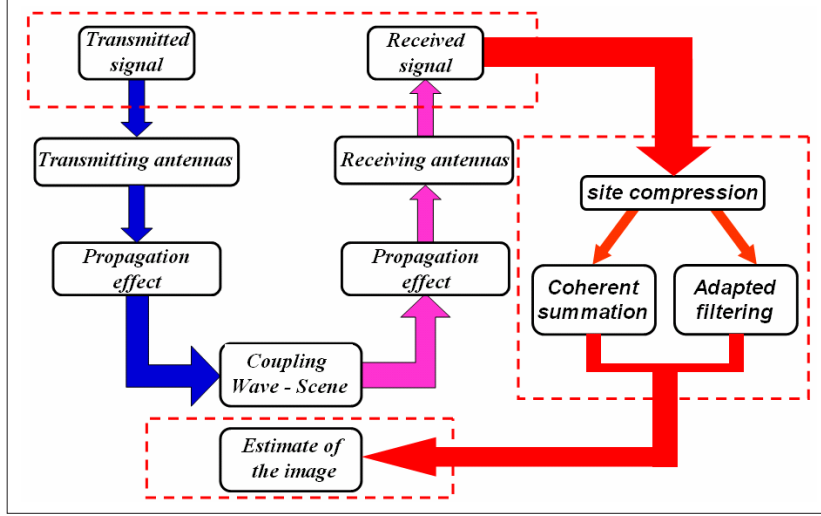 Transmitted
signal
Received
signal
Transmitting antennas
Receiving antennas
site compression
Propagation
effect
Propagation
effect
Coherent
summation
Adapted
filtering
Coupling
Wave - Scene
Estimate of
the image